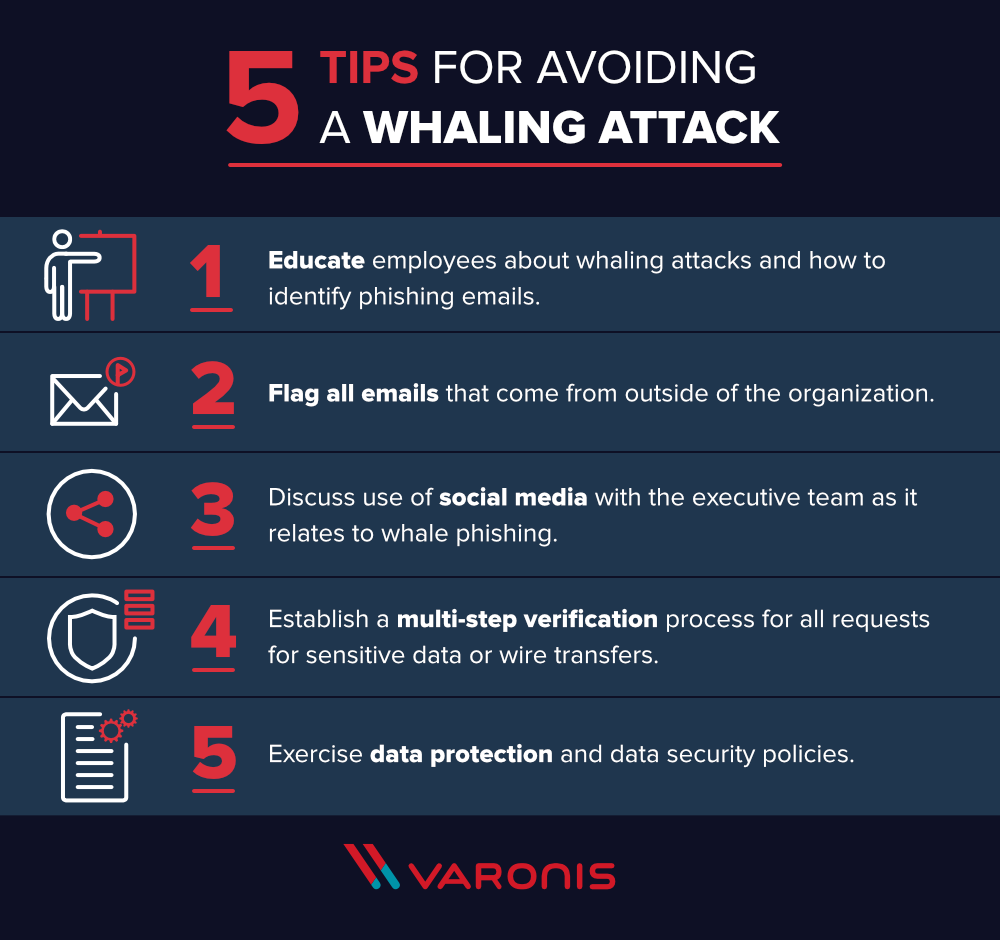 5 TIPS FOR AVOIDING
A WHALING ATTACK
1
Educate employees about whaling attacks and how to
identify phishing emails.
2
Flag all emails that come from outside of the organization.
3
Discuss use of social media with the executive team as it
relates to whale phishing.
4
Establish a multi-step verification process for all requests
for sensitive data or wire transfers.
5
Exercise data protection and data security policies.
VARONIS